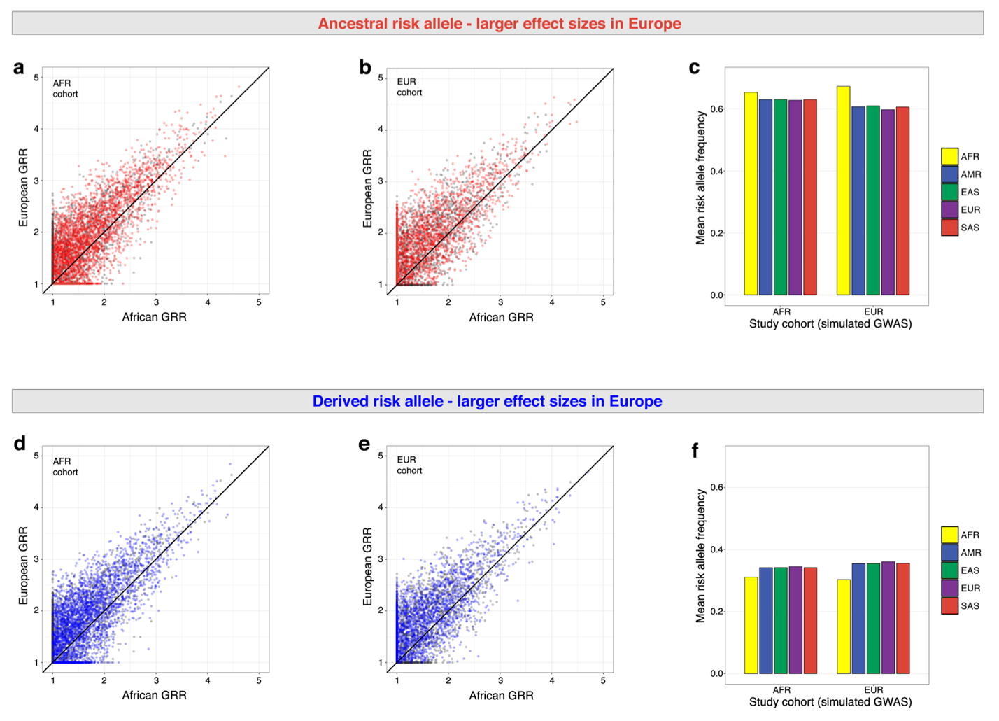 Ancestral risk allele - larger effect sizes in Europe
a
AFR
cohort
5
4
3
2
1
European GRR
1 2 3 4 5
African GRR
b
EUR
cohort
5
4
3
2
1
European GRR
1 2 3 4 5
African GRR
c
Mean risk allele frequency
0.6
0.4
0.2
0.0
AFR EUR
Study cohort (simulated GWAS)
AFR
AMR
EAS
EUR
SAS
Derived risk allele - larger effect sizes in Europe
d
AFR
cohort
5
4
3
2
1
European GRR
1 2 3 4 5
African GRR
e
EUR
cohort
5
4
3
2
1
European GRR
1 2 3 4 5
African GRR
f
Mean risk allele frequency
0.6
0.4
0.2
0.0
AFR EUR
Study cohort (simulated GWAS)
AFR
AMR
EAS
EUR
SAS